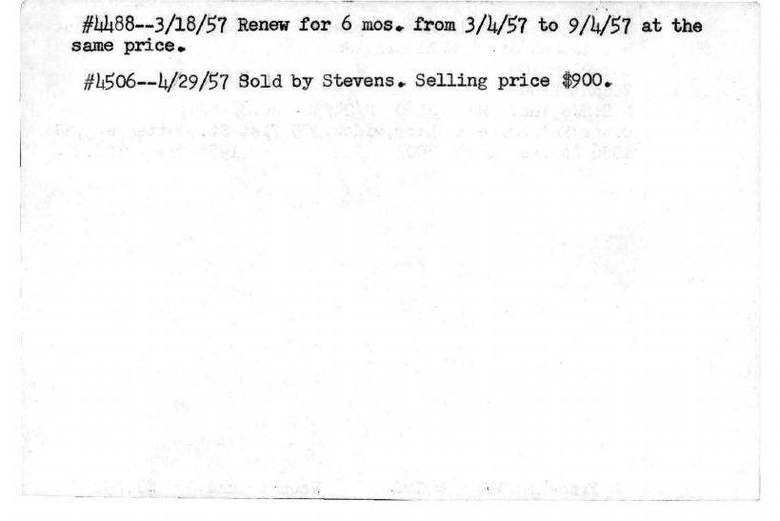 #4488--3/18/57 Renew for 6 mos. from 3/4/57 to 9/4/57 at the
same price.
#4506--4/29/57 Sold by Stevens. Selling price $900.